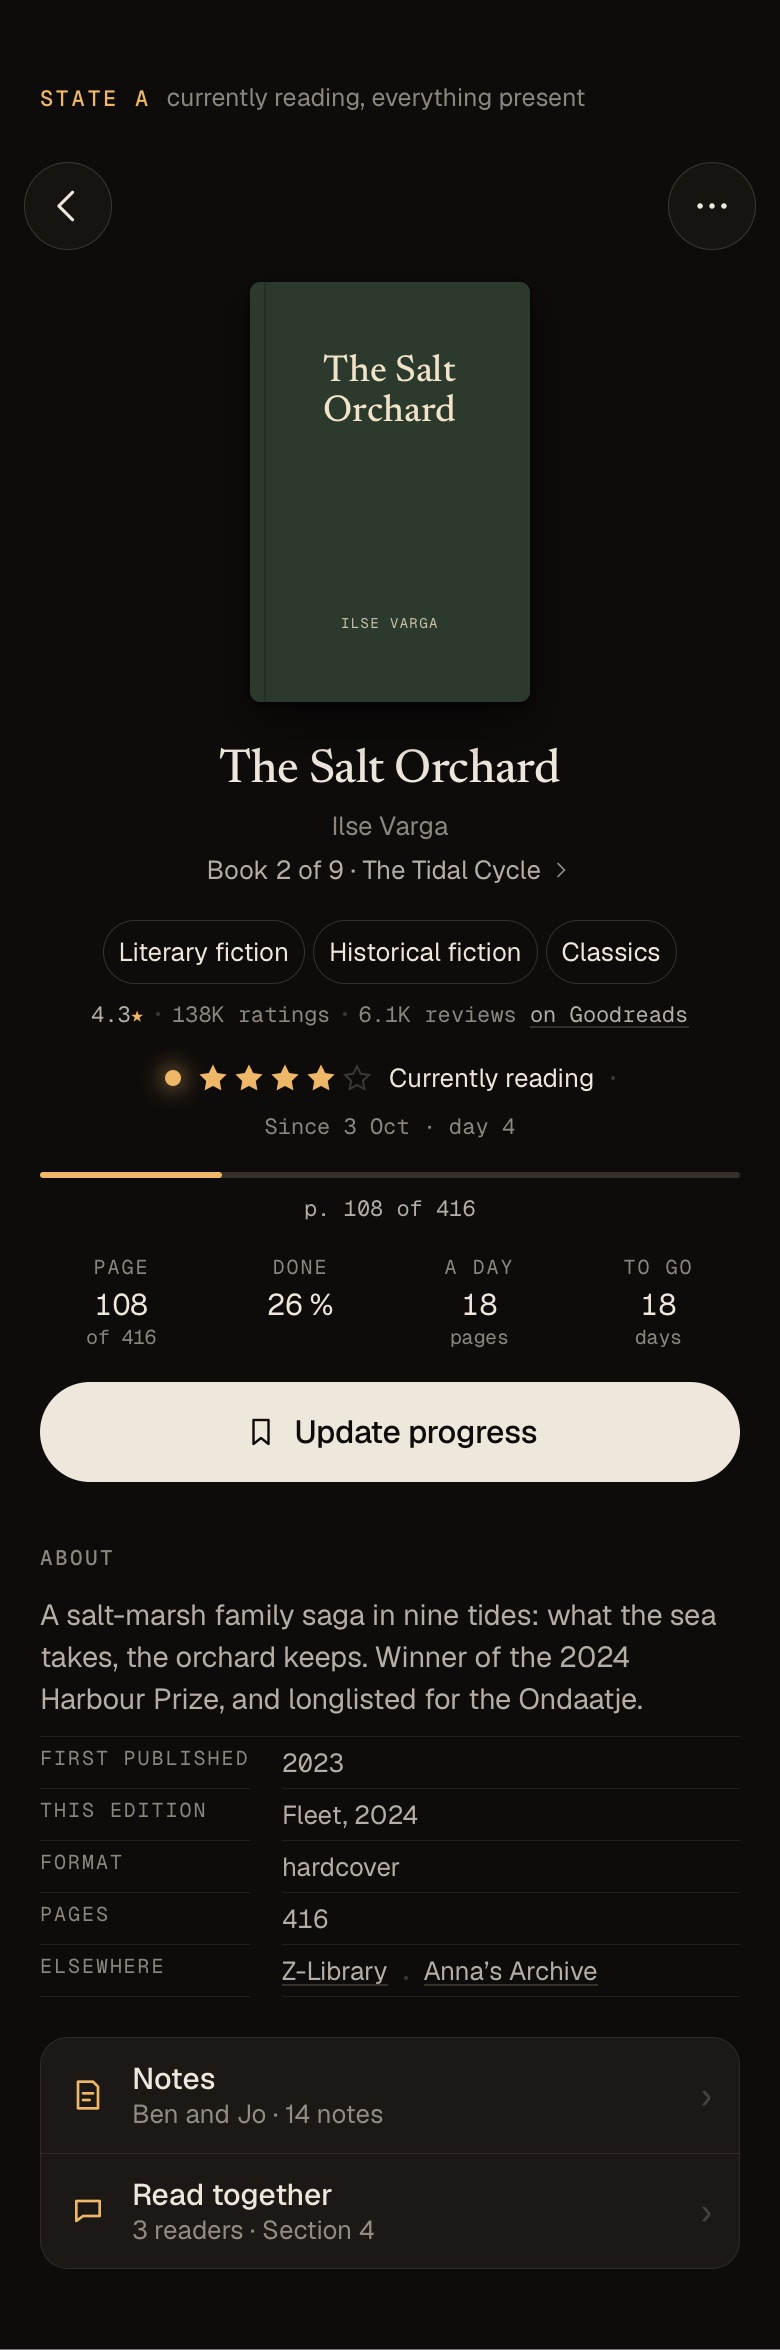 STATE A currently reading, everything present
The Salt
Orchard
ILSE VARGA
The Salt Orchard
Ilse Varga
Book 2 of 9 · The Tidal Cycle ›
Literary fiction Historical fiction Classics
4.3★ · 138K ratings · 6.1K reviews on Goodreads
Currently reading ·
Since 3 Oct · day 4
p. 108 of 416
PAGE DONE A DAY TO GO
108 26 % 18 18
of 416 pages days
Update progress
ABOUT
A salt-marsh family saga in nine tides: what the sea
takes, the orchard keeps. Winner of the 2024
Harbour Prize, and longlisted for the Ondaatje.
FIRST PUBLISHED 2023
THIS EDITION Fleet, 2024
FORMAT hardcover
PAGES 416
ELSEWHERE Z-Library . Anna’s Archive
Notes
Ben and Jo · 14 notes
Read together
3 readers · Section 4